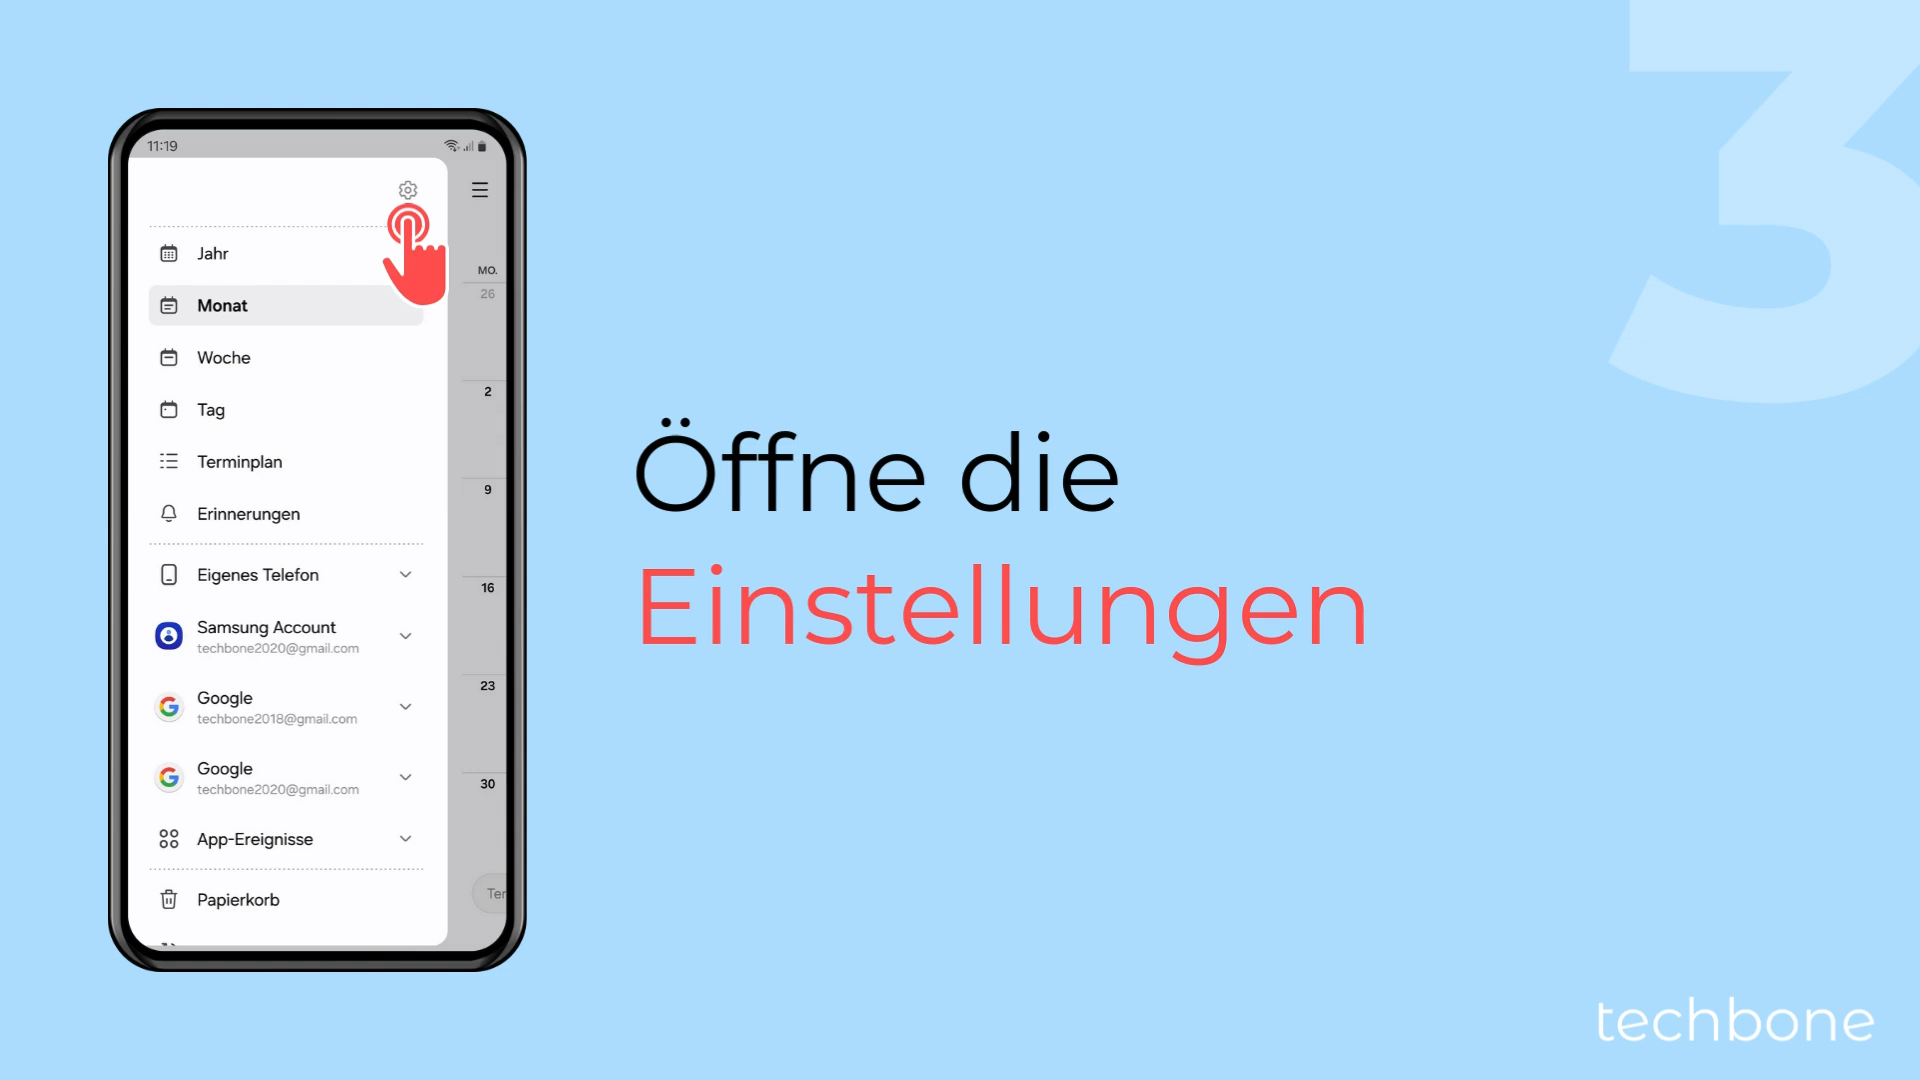 3
11:19
Jahr
Monat
Woche
Tag
Terminplan
Erinnerungen
Eigenes Telefon
Samsung Account
techbone2020@gmail.com
Google
techbone2018@gmail.com
Google
techbone2020@gmail.com
App-Ereignisse
Papierkorb
MO.
26
2
9
16
23
30
Ter
Öffne die
Einstellungen
techbone